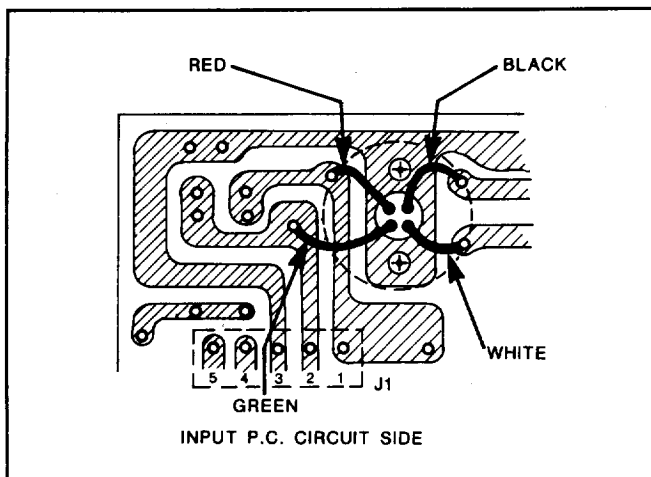 RED
BLACK
WHITE
5 4 3 2 1
J1
GREEN
INPUT P.C. CIRCUIT SIDE